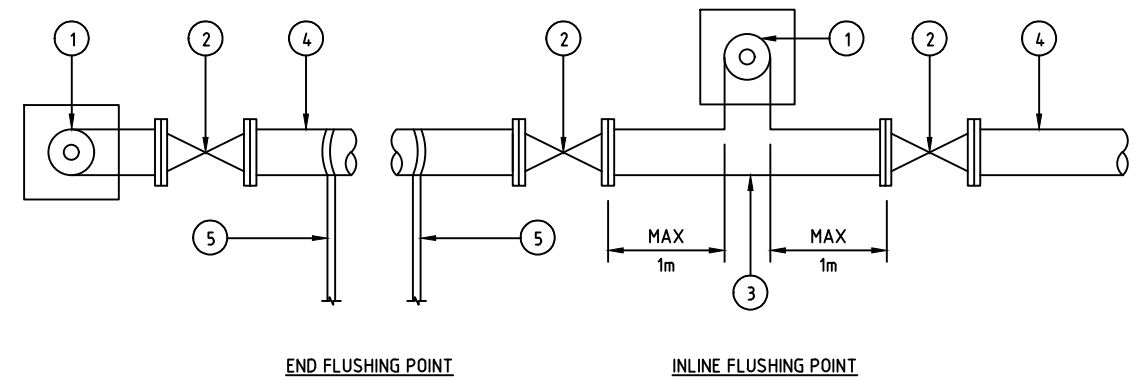 1 2 4 2 1 2 4
5 5 MAX MAX
1m 1m
3
END FLUSHING POINT INLINE FLUSHING POINT